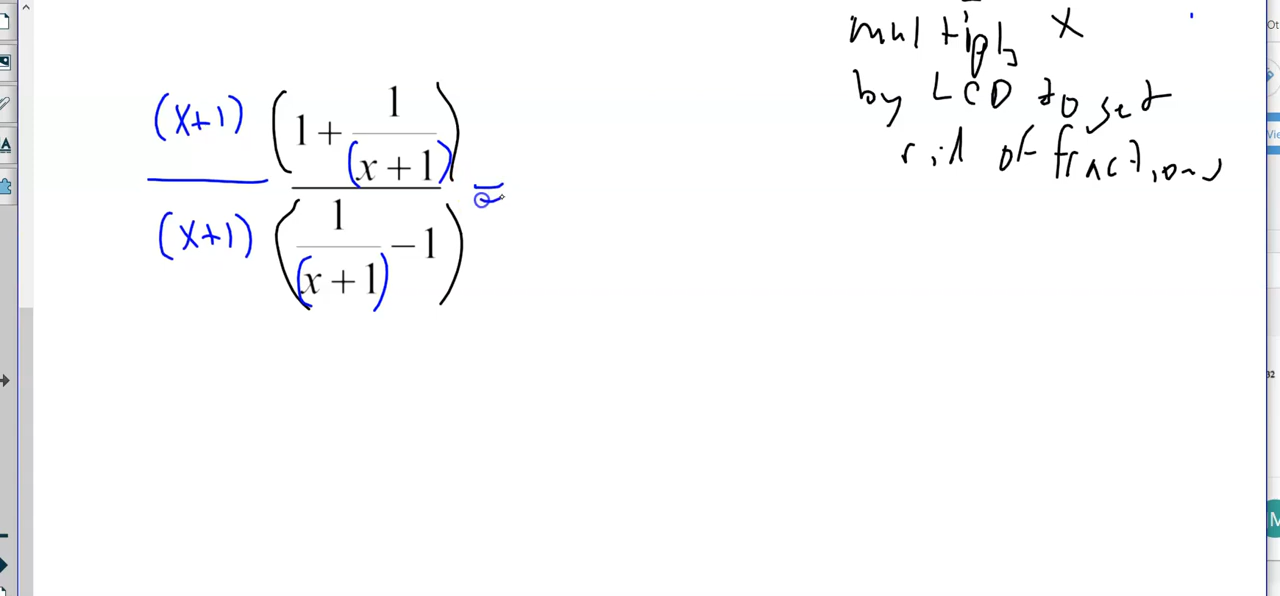 multiply X
by LCD to get
rid of fractions
(x+1) (1 + 1/(x + 1))
(x+1) (1/(x + 1) − 1)
=